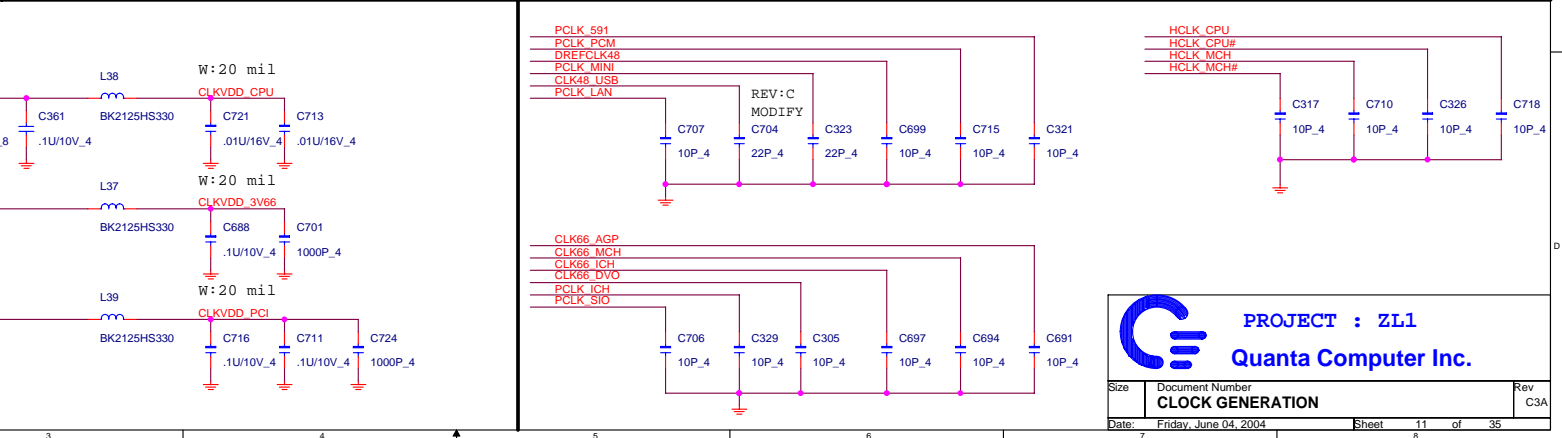 L38
W:20 mil
CLKVDD_CPU
BK2125HS330
C361
.1U/10V_4
_8
C721
.01U/16V_4
C713
.01U/16V_4
L37
W:20 mil
CLKVDD_3V66
BK2125HS330
C688
.1U/10V_4
C701
1000P_4
L39
W:20 mil
CLKVDD_PCI
BK2125HS330
C716
.1U/10V_4
C711
.1U/10V_4
C724
1000P_4
PCLK_591
PCLK_PCM
DREFCLK48
PCLK_MINI
CLK48_USB
PCLK_LAN
REV:C
MODIFY
C707
10P_4
C704
22P_4
C323
22P_4
C699
10P_4
C715
10P_4
C321
10P_4
HCLK_CPU
HCLK_CPU#
HCLK_MCH
HCLK_MCH#
C317
10P_4
C710
10P_4
C326
10P_4
C718
10P_4
CLK66_AGP
CLK66_MCH
CLK66_ICH
CLK66_DVO
PCLK_ICH
PCLK_SIO
C706
10P_4
C329
10P_4
C305
10P_4
C697
10P_4
C694
10P_4
C691
10P_4
D
PROJECT : ZL1
Quanta Computer Inc.
Size Document Number Rev
CLOCK GENERATION C3A
Date: Friday, June 04, 2004 Sheet 11 of 35
3 4 5 6 7 8